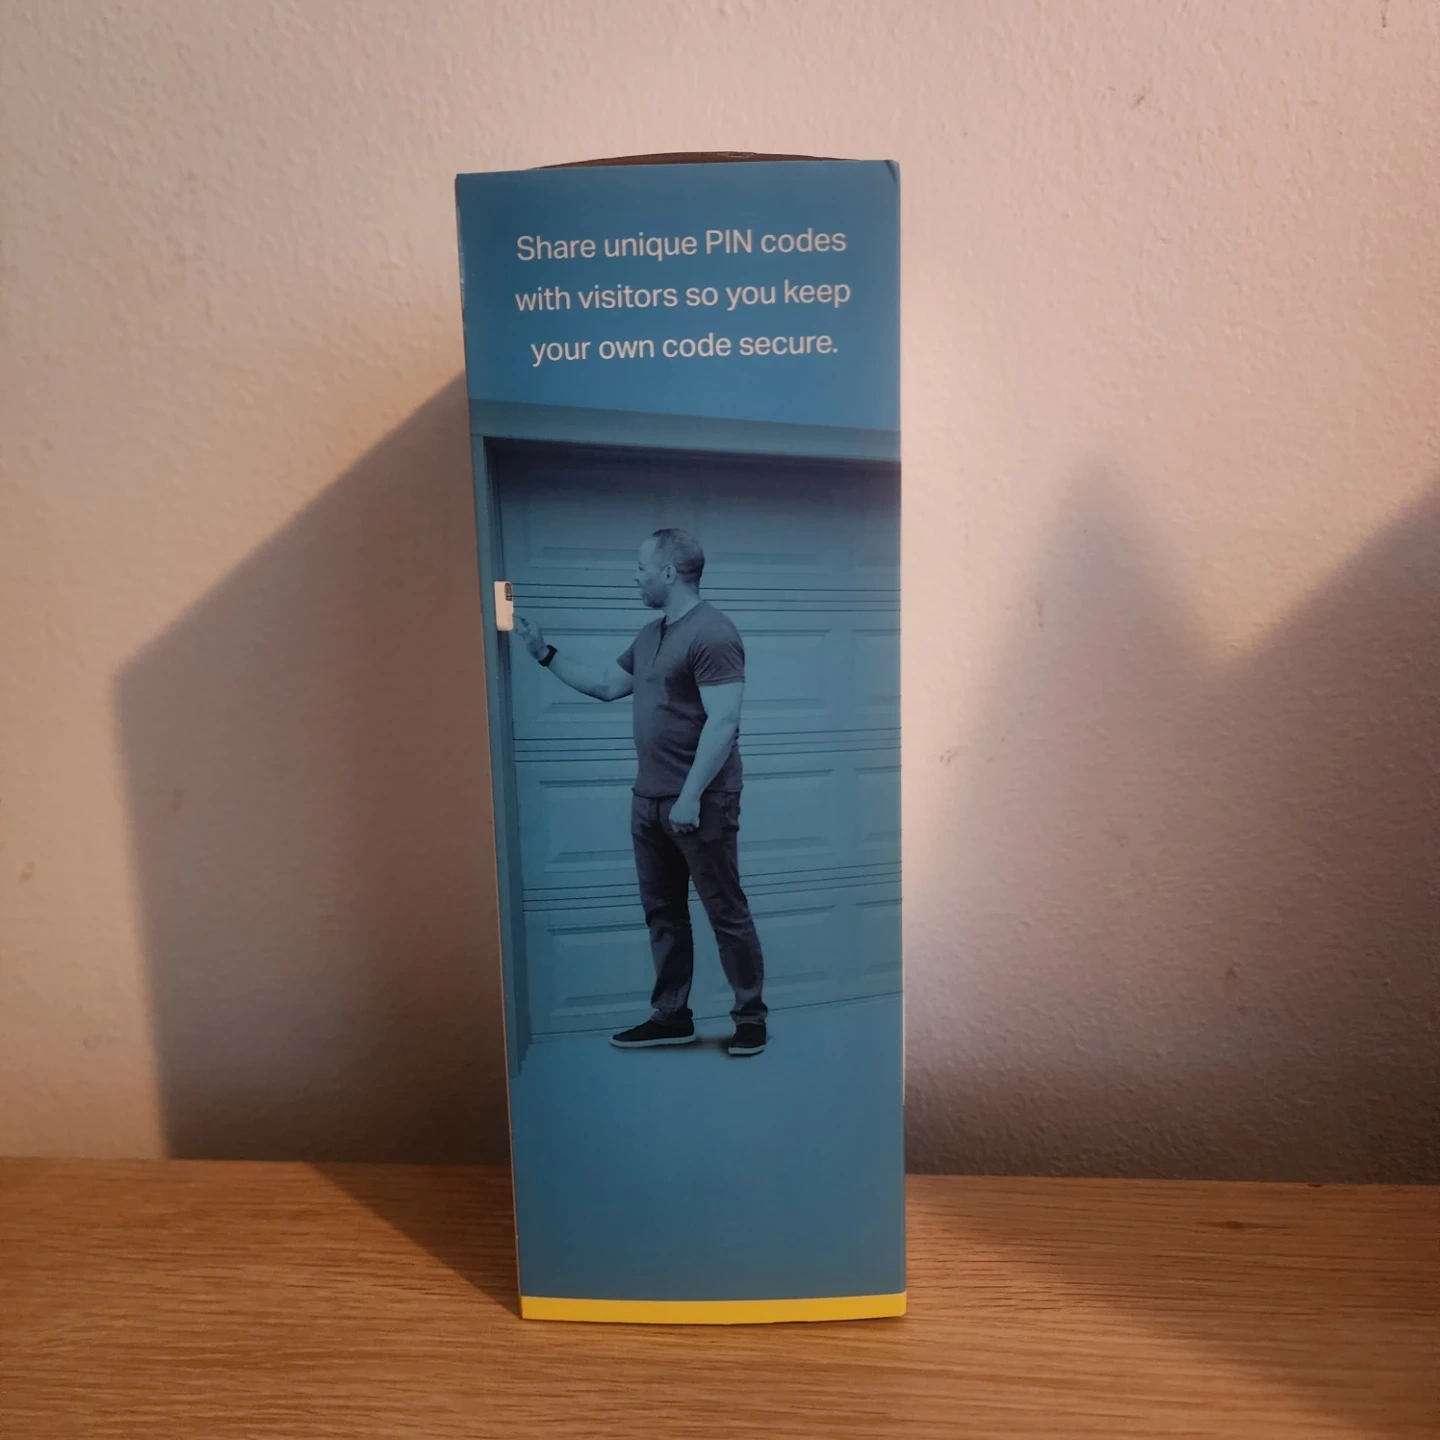 Share unique PIN codes
with visitors so you keep
your own code secure.